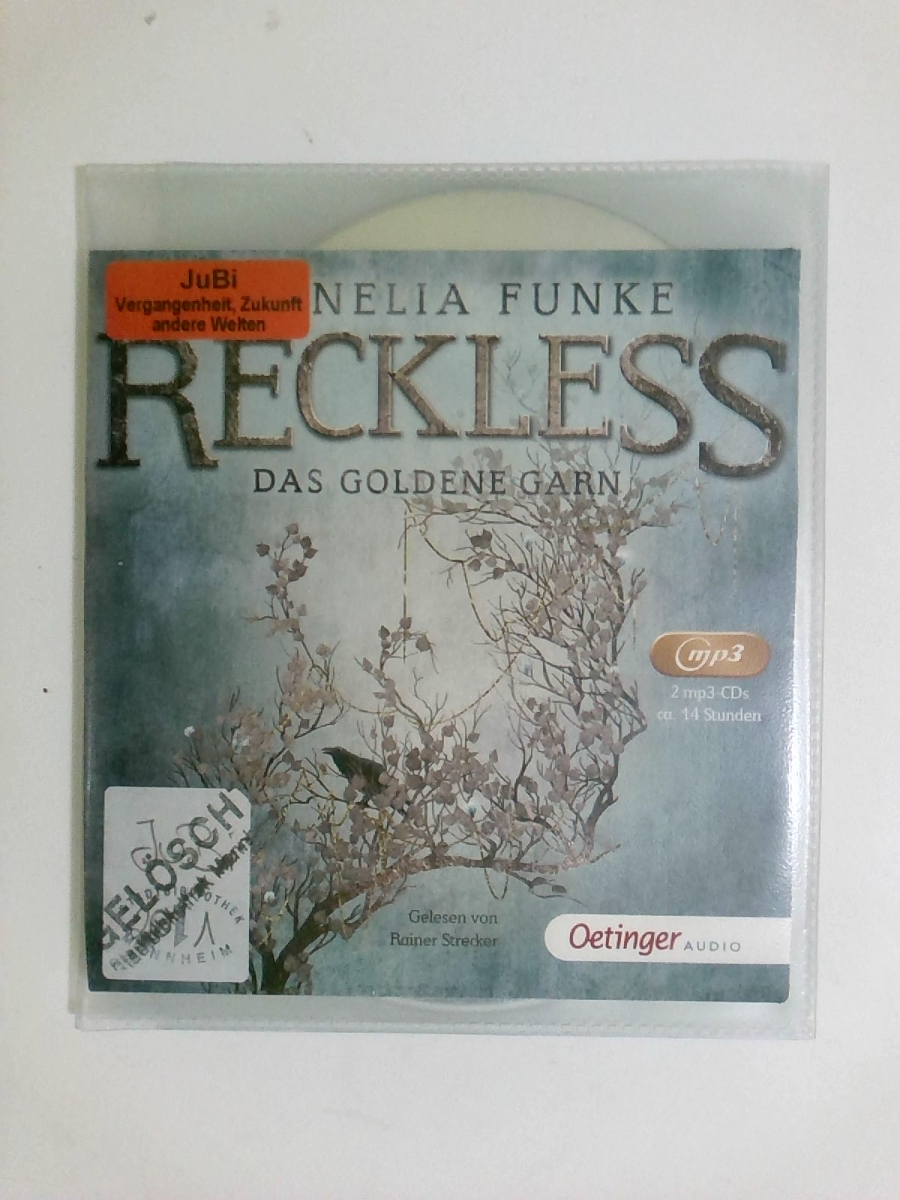 JuBi
Vergangenheit, Zukunft
andere Welten
NELIA FUNKE
RECKLESS
DAS GOLDENE GARN
mp3
2 mp3-CDs
ca. 14 Stunden
GELÖSCHT
MANNHEIM
Gelesen von
Rainer Strecker
Oetinger AUDIO